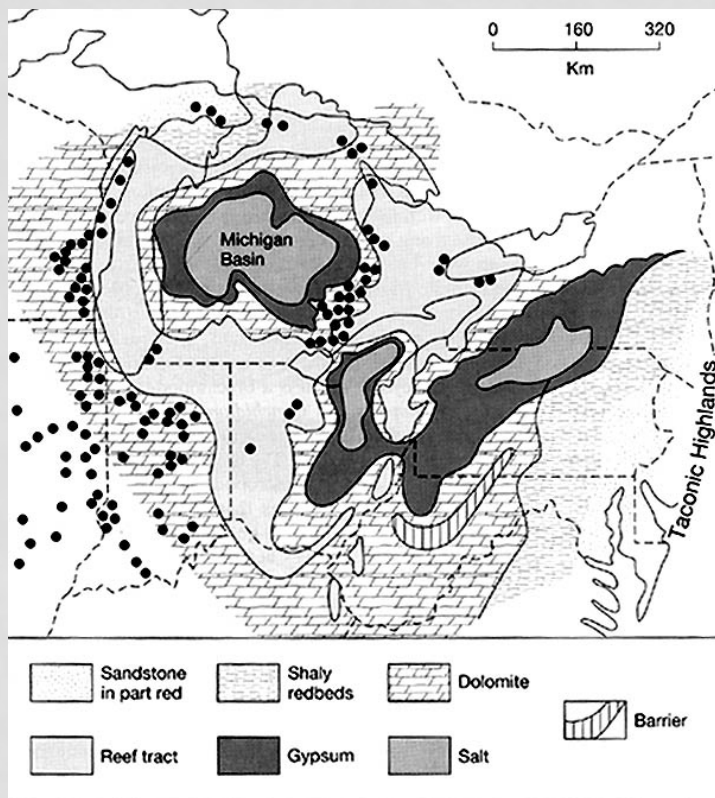 0 160 320
Km
Michigan
Basin
Taconic Highlands
Sandstone
in part red
Shaly
redbeds
Dolomite
Barrier
Reef tract
Gypsum
Salt